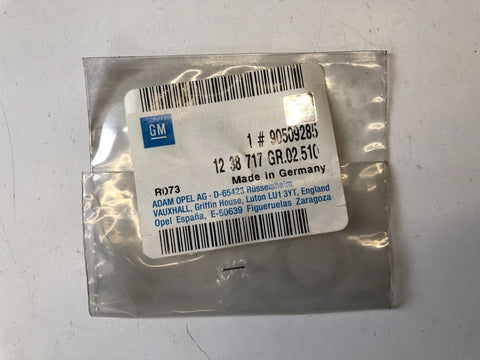 GM
1 # 90509285
12 38 717 GR.02.510
Made in Germany
R073
ADAM OPEL AG · D-65423 Rüsselsheim
VAUXHALL, Griffin House, Luton LU1 3YT, England
Opel España, E-50639 Figueruelas Zaragoza